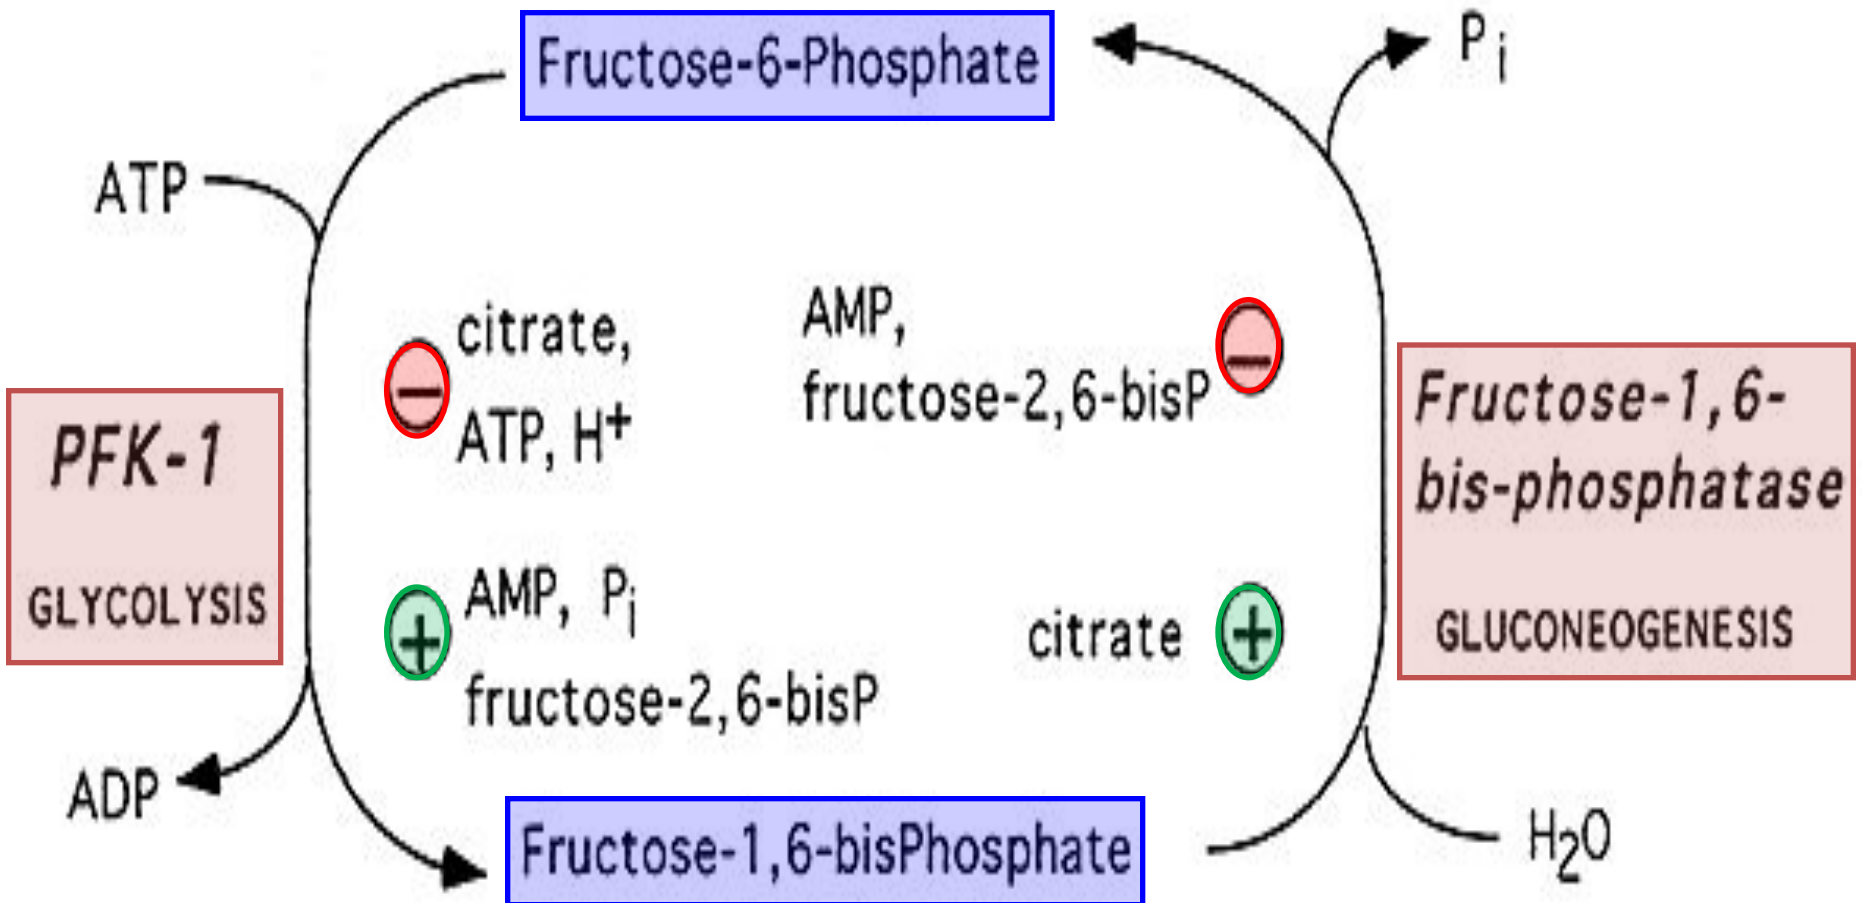 Fructose-6-Phosphate
Pi
ATP
citrate,
ATP, H+
AMP,
fructose-2,6-bisP
PFK-1
GLYCOLYSIS
Fructose-1,6-
bis-phosphatase
GLUCONEOGENESIS
AMP, Pi
fructose-2,6-bisP
citrate
ADP
Fructose-1,6-bisPhosphate
H2O